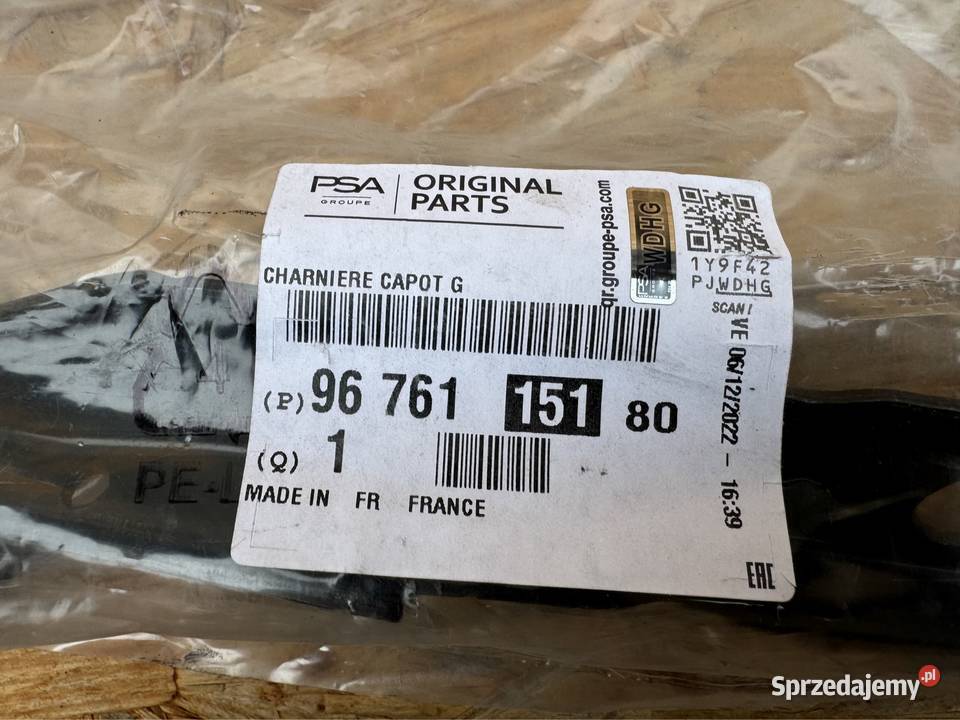 PSA
GROUPE
ORIGINAL
PARTS
qr.groupe-psa.com
WDHG
PSA
1Y9F42
PJWDHG
SCAN!
CHARNIERE CAPOT G
(P) 96 761 151 80
(Q) 1
VE 06/12/2022 - 16:39
MADE IN FR FRANCE
EAC
PE-L
Sprzedajemy.pl